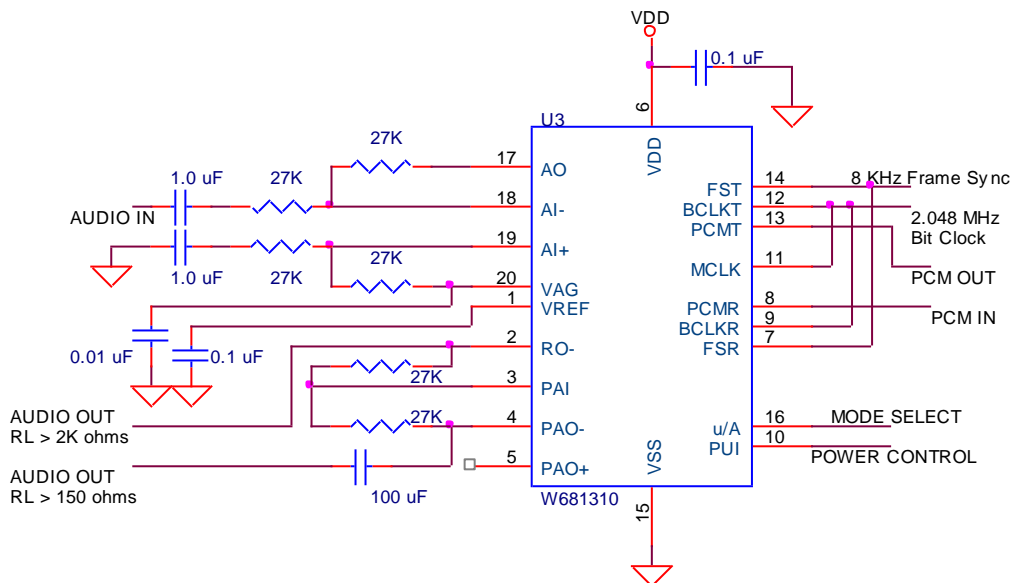 VDD
0.1 uF
6
U3
VDD
27K
17
AO
1.0 uF
27K
18
AI-
AUDIO IN
19
AI+
1.0 uF
27K
27K
20
VAG
1
VREF
0.01 uF
0.1 uF
2
RO-
27K
3
PAI
AUDIO OUT
RL > 2K ohms
27K
4
PAO-
5
PAO+
AUDIO OUT
RL > 150 ohms
100 uF
FST
14
8 KHz Frame Sync
BCLKT
12
PCMT
13
2.048 MHz
Bit Clock
MCLK
11
PCM OUT
PCMR
8
PCM IN
BCLKR
9
FSR
7
u/A
16
MODE SELECT
PUI
10
POWER CONTROL
VSS
W681310
15